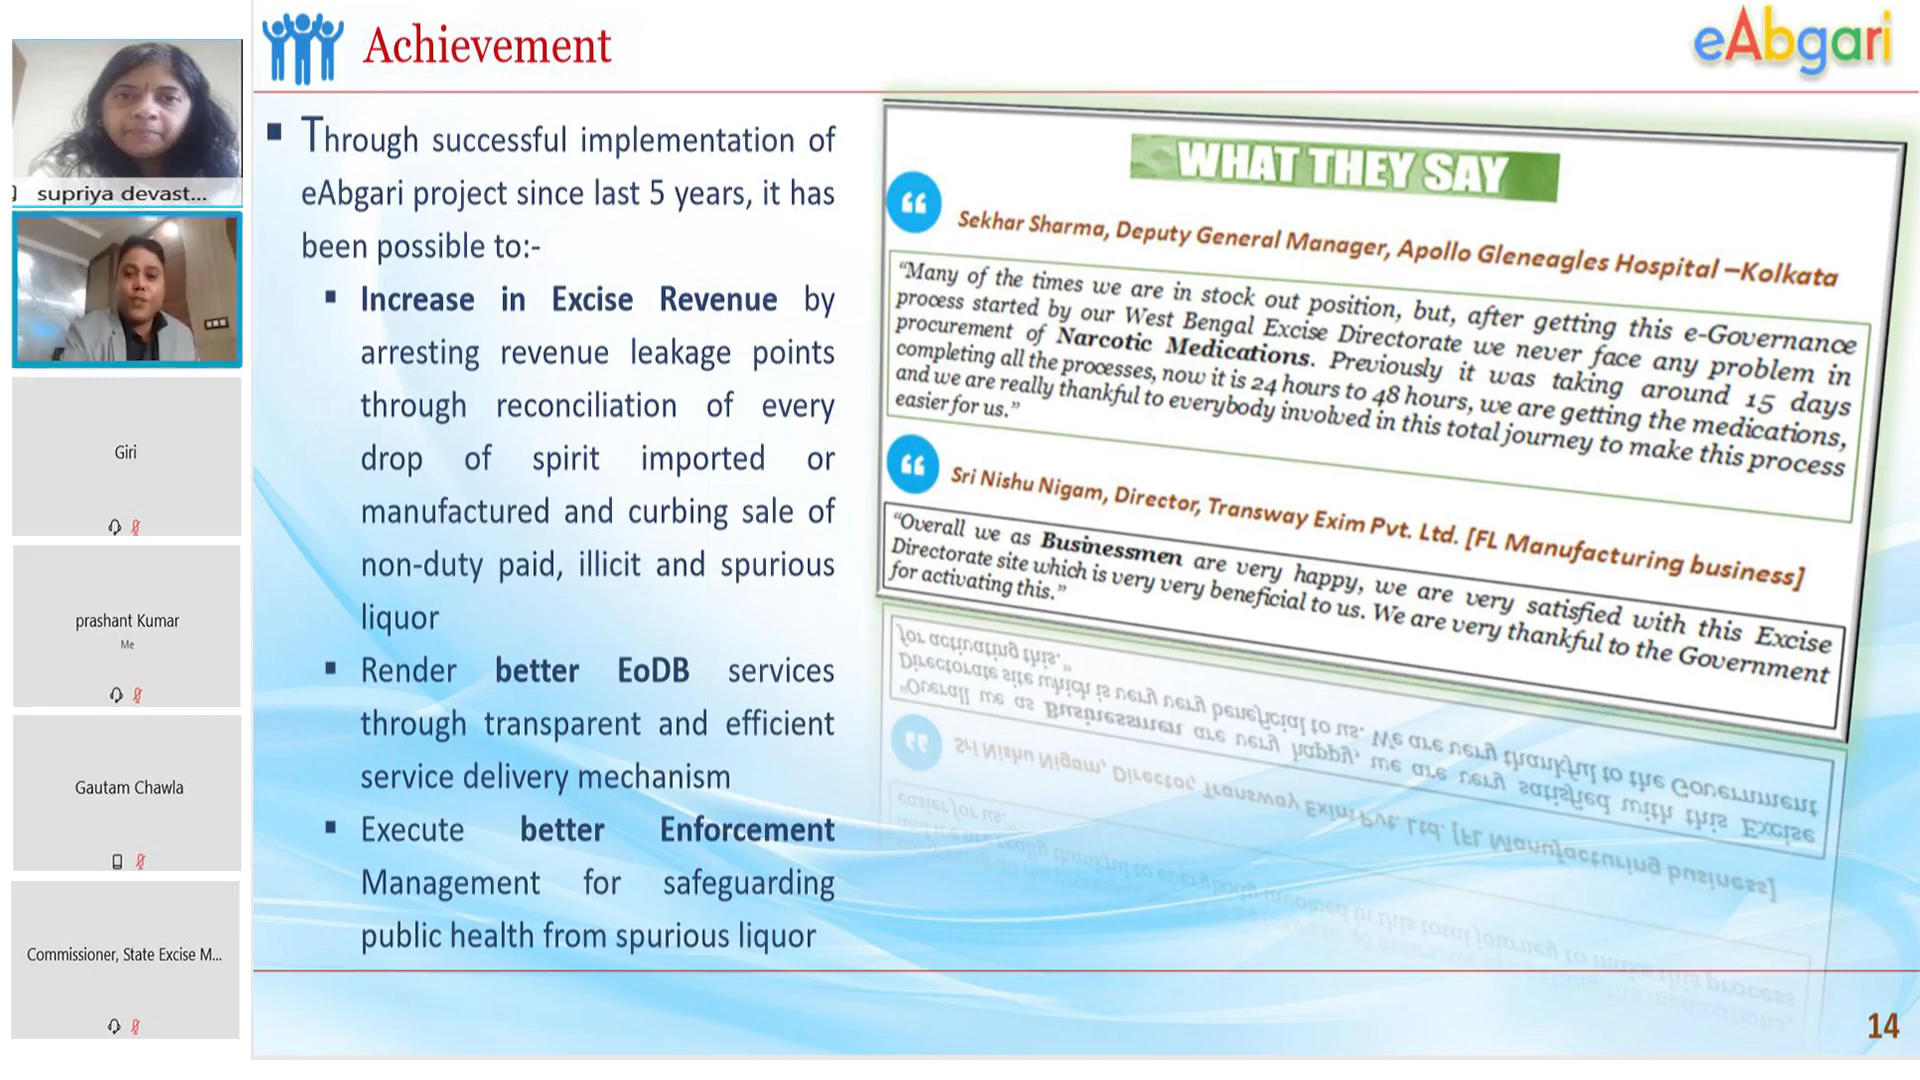 Achievement
eAbgari
supriya devast...
Giri
prashant Kumar
Me
Gautam Chawla
Commissioner, State Excise M...
▪ Through successful implementation of
eAbgari project since last 5 years, it has
been possible to:-
▪ Increase in Excise Revenue by
arresting revenue leakage points
through reconciliation of every
drop of spirit imported or
manufactured and curbing sale of
non-duty paid, illicit and spurious
liquor
▪ Render better EoDB services
through transparent and efficient
service delivery mechanism
▪ Execute better Enforcement
Management for safeguarding
public health from spurious liquor
WHAT THEY SAY
Sekhar Sharma, Deputy General Manager, Apollo Gleneagles Hospital –Kolkata
“Many of the times we are in stock out position, but, after getting this e-Governance
process started by our West Bengal Excise Directorate we never face any problem in
procurement of Narcotic Medications. Previously it was taking around 15 days
completing all the processes, now it is 24 hours to 48 hours, we are getting the medications,
and we are really thankful to everybody involved in this total journey to make this process
easier for us.”
Sri Nishu Nigam, Director, Transway Exim Pvt. Ltd. [FL Manufacturing business]
“Overall we as Businessmen are very happy, we are very satisfied with this Excise
Directorate site which is very very beneficial to us. We are very thankful to the Government
for activating this.”
14